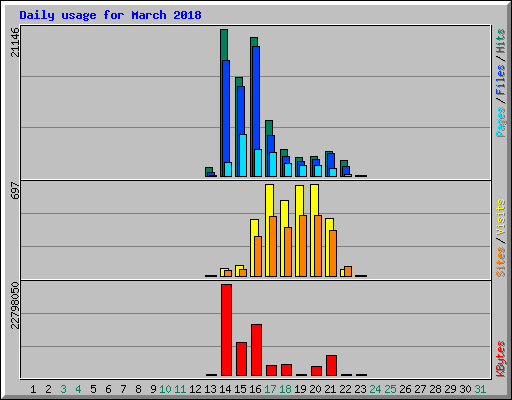 Daily usage for March 2018
21146
697
22798050
Pages / Files / Hits
Sites / Visits
KBytes
1 2 3 4 5 6 7 8 9 10 11 12 13 14 15 16 17 18 19 20 21 22 23 24 25 26 27 28 29 30 31